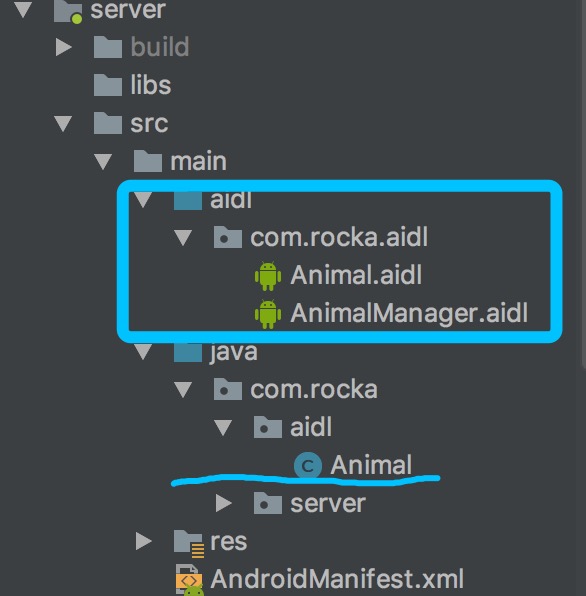 server
build
libs
src
main
aidl
com.rocka.aidl
Animal.aidl
AnimalManager.aidl
java
com.rocka
aidl
C Animal
server
res
<> AndroidManifest.xml